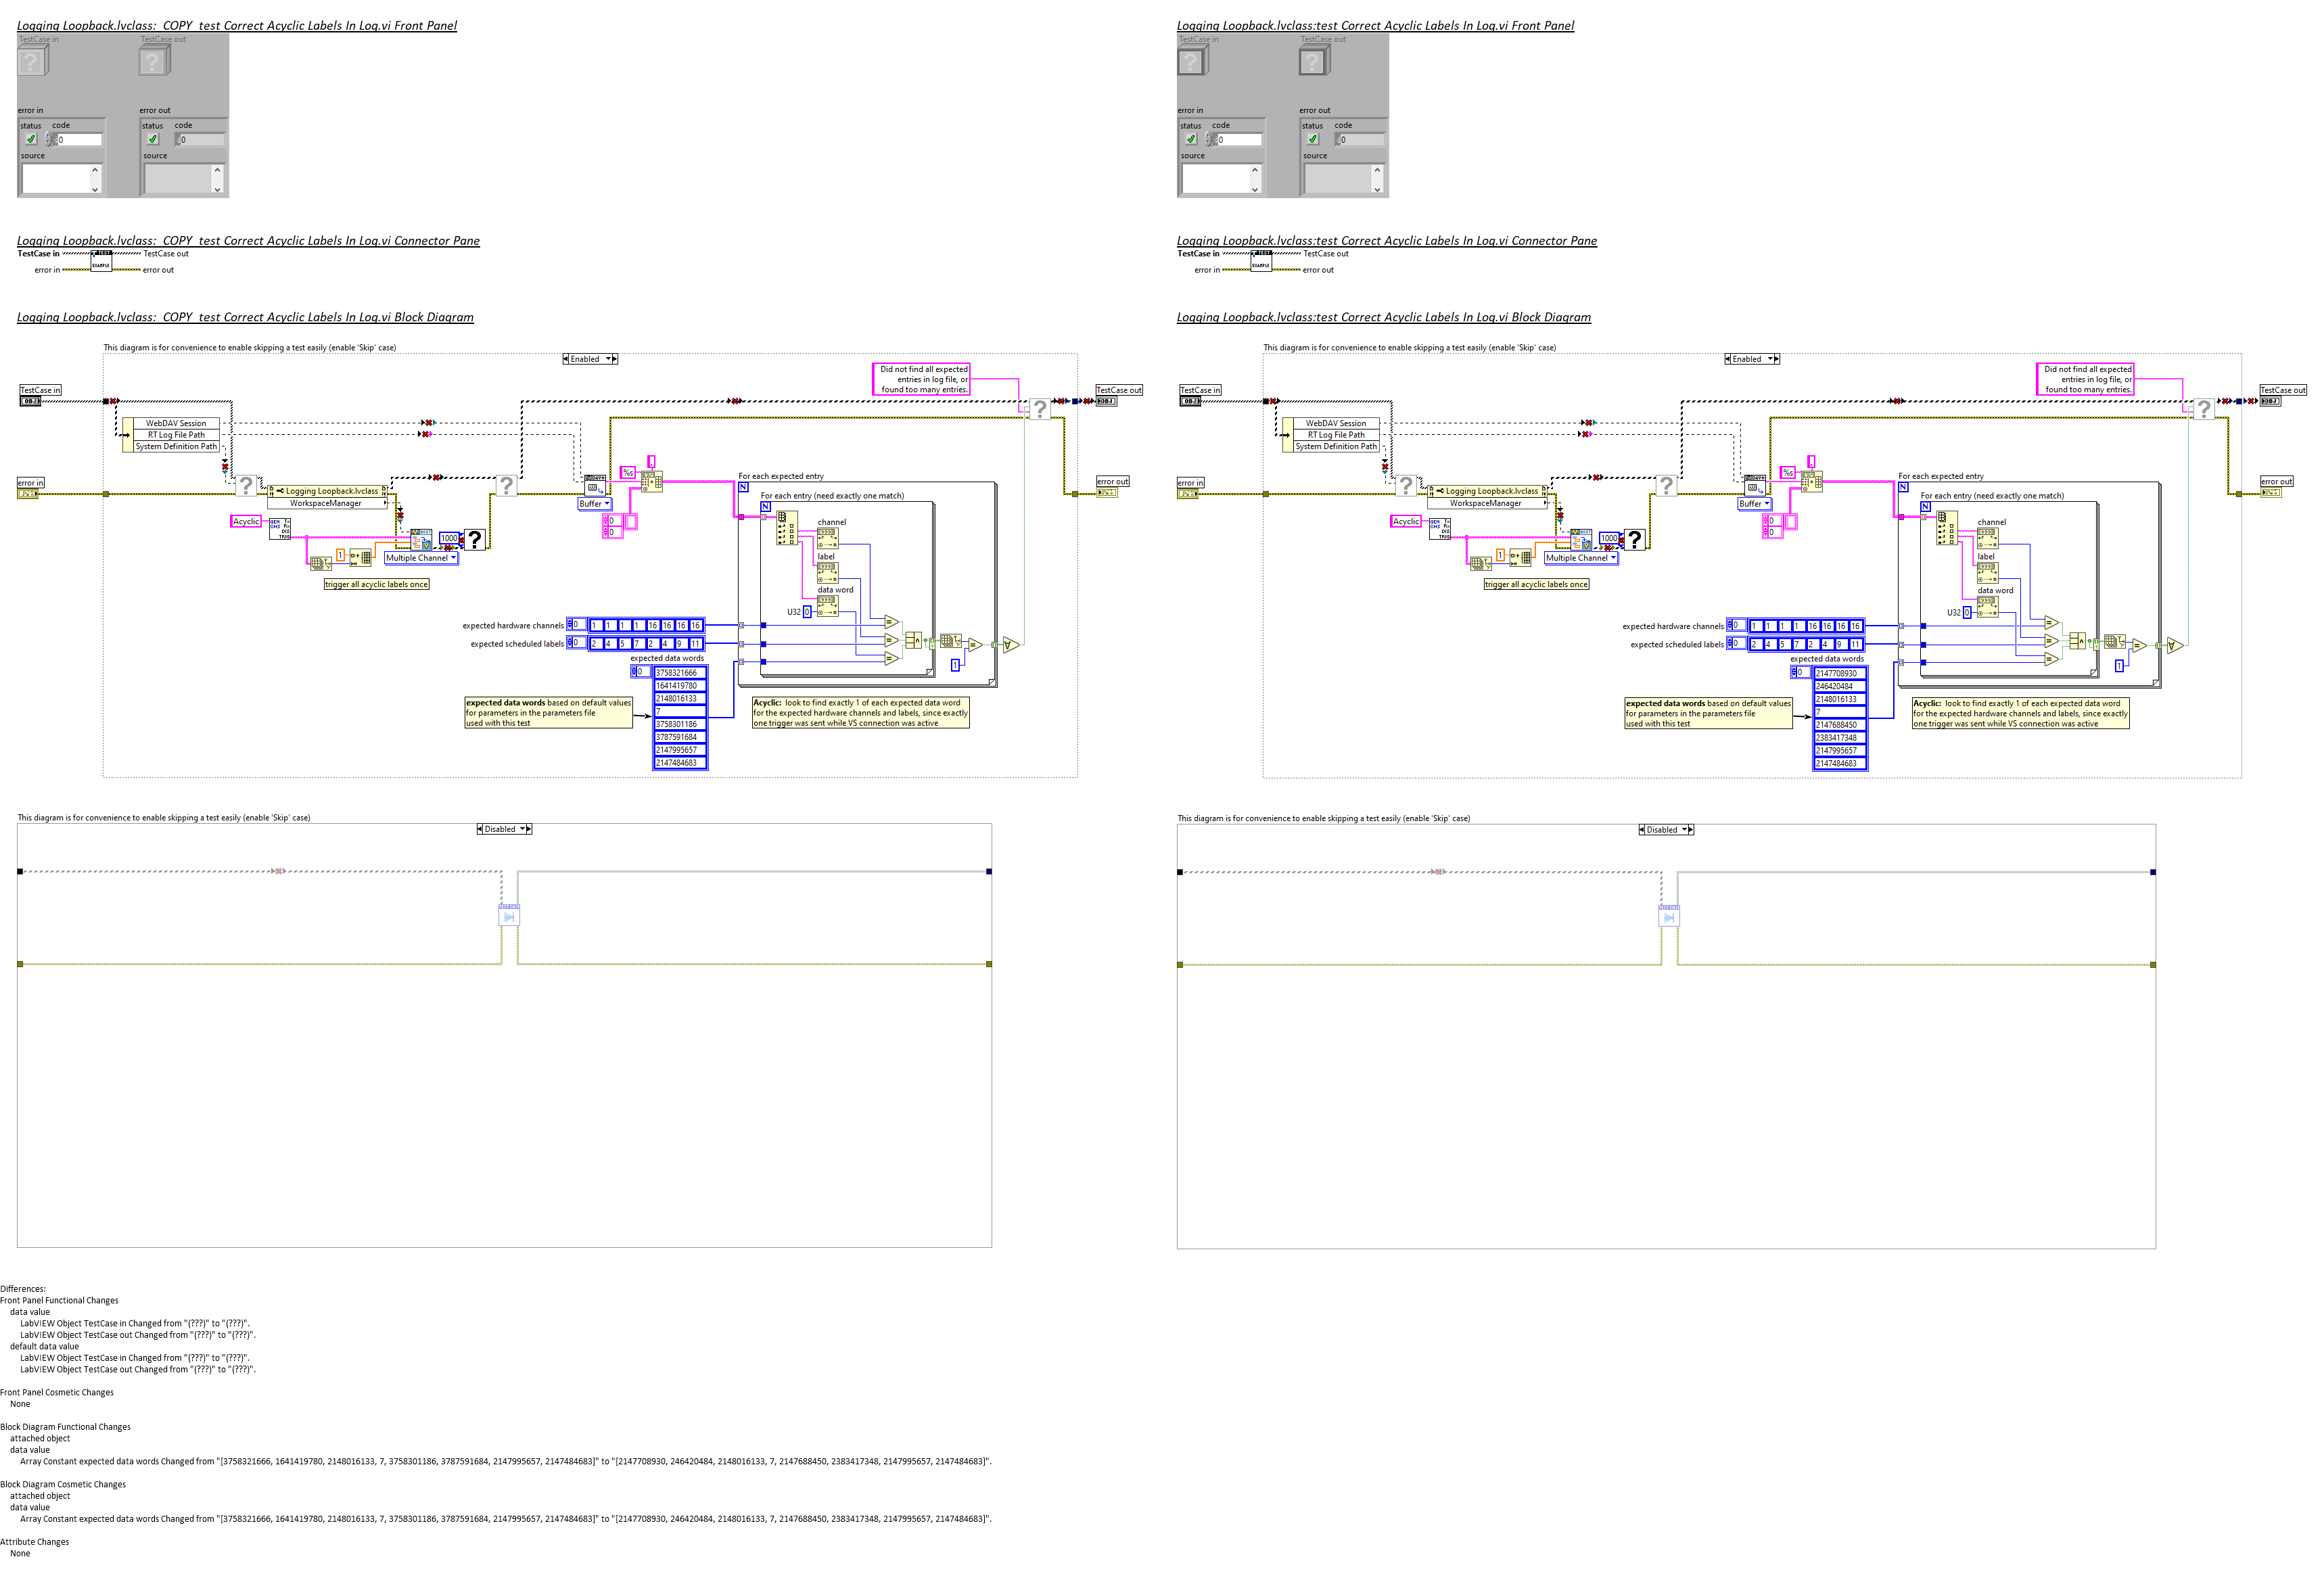 Logging Loopback.lvclass:_COPY_test Correct Acyclic Labels In Log.vi Front Panel
TestCase in
TestCase out
?
?
error in
error out
status
code
status
code
0
0
source
source
Logging Loopback.lvclass:_COPY_test Correct Acyclic Labels In Log.vi Connector Pane
TestCase in
TestCase out
error in
error out
Logging Loopback.lvclass:_COPY_test Correct Acyclic Labels In Log.vi Block Diagram
This diagram is for convenience to enable skipping a test easily (enable 'Skip' case)
Enabled
Did not find all expected
entries in log file, or
found too many entries.
TestCase in
TestCase out
OBJ
OBJ
WebDAV Session
RT Log File Path
System Definition Path
error in
error out
Logging Loopback.lvclass
WorkspaceManager
%s
Buffer
0
0
Acyclic
1
1000
Multiple Channel
trigger all acyclic labels once
For each expected entry
N
For each entry (need exactly one match)
N
channel
label
data word
U32
0
expected hardware channels
0
1 1 1 1 16 16 16 16
expected scheduled labels
0
2 4 5 7 2 4 9 11
1
expected data words
0
3758321666
1641419780
2148016133
7
3758301186
3787591684
2147995657
2147484683
expected data words based on default values
for parameters in the parameters file
used with this test
Acyclic: look to find exactly 1 of each expected data word
for the expected hardware channels and labels, since exactly
one trigger was sent while VS connection was active
This diagram is for convenience to enable skipping a test easily (enable 'Skip' case)
Disabled
Logging Loopback.lvclass:test Correct Acyclic Labels In Log.vi Front Panel
TestCase in
TestCase out
?
?
error in
error out
status
code
status
code
0
0
source
source
Logging Loopback.lvclass:test Correct Acyclic Labels In Log.vi Connector Pane
TestCase in
TestCase out
error in
error out
Logging Loopback.lvclass:test Correct Acyclic Labels In Log.vi Block Diagram
This diagram is for convenience to enable skipping a test easily (enable 'Skip' case)
Enabled
Did not find all expected
entries in log file, or
found too many entries.
TestCase in
TestCase out
OBJ
OBJ
WebDAV Session
RT Log File Path
System Definition Path
error in
error out
Logging Loopback.lvclass
WorkspaceManager
%s
Buffer
0
0
Acyclic
1
1000
Multiple Channel
trigger all acyclic labels once
For each expected entry
N
For each entry (need exactly one match)
N
channel
label
data word
U32
0
expected hardware channels
0
1 1 1 1 16 16 16 16
expected scheduled labels
0
2 4 5 7 2 4 9 11
1
expected data words
0
2147708930
246420484
2148016133
7
2147688450
2383417348
2147995657
2147484683
expected data words based on default values
for parameters in the parameters file
used with this test
Acyclic: look to find exactly 1 of each expected data word
for the expected hardware channels and labels, since exactly
one trigger was sent while VS connection was active
This diagram is for convenience to enable skipping a test easily (enable 'Skip' case)
Disabled
Differences:
Front Panel Functional Changes
data value
LabVIEW Object TestCase in Changed from "(???)" to "(???)".
LabVIEW Object TestCase out Changed from "(???)" to "(???)".
default data value
LabVIEW Object TestCase in Changed from "(???)" to "(???)".
LabVIEW Object TestCase out Changed from "(???)" to "(???)".
Front Panel Cosmetic Changes
None
Block Diagram Functional Changes
attached object
data value
Array Constant expected data words Changed from "[3758321666, 1641419780, 2148016133, 7, 3758301186, 3787591684, 2147995657, 2147484683]" to "[2147708930, 246420484, 2148016133, 7, 2147688450, 2383417348, 2147995657, 2147484683]".
Block Diagram Cosmetic Changes
attached object
data value
Array Constant expected data words Changed from "[3758321666, 1641419780, 2148016133, 7, 3758301186, 3787591684, 2147995657, 2147484683]" to "[2147708930, 246420484, 2148016133, 7, 2147688450, 2383417348, 2147995657, 2147484683]".
Attribute Changes
None